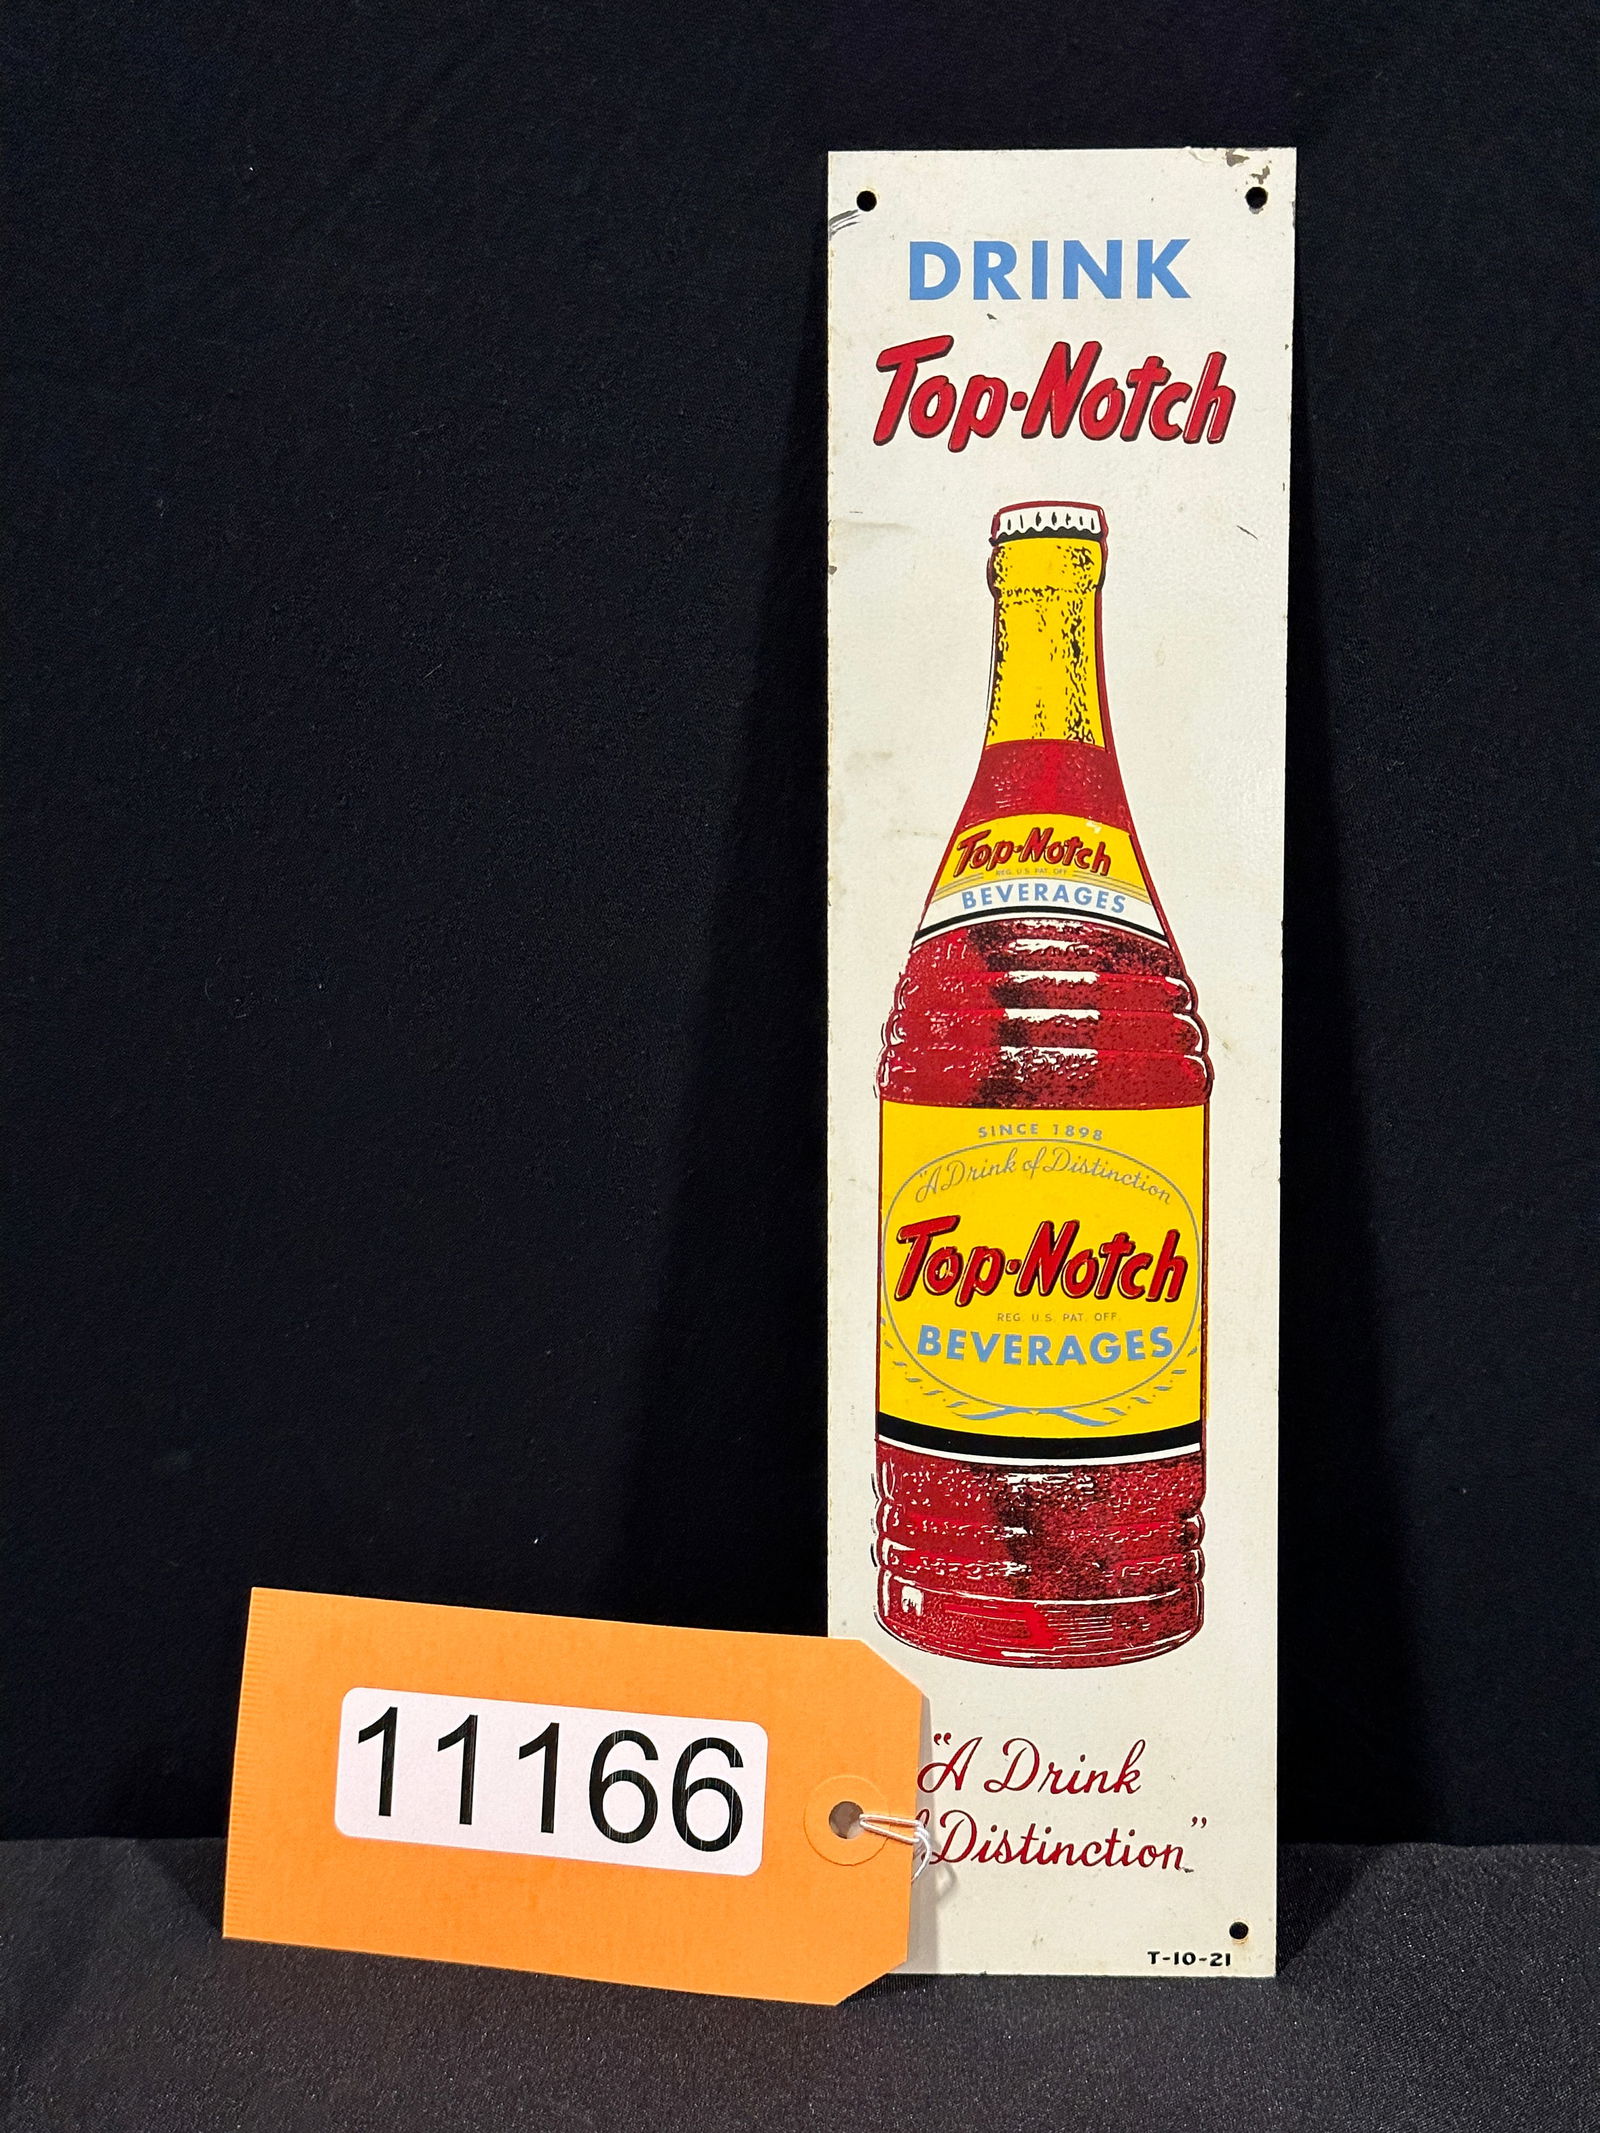 DRINK
Top-Notch
Top-Notch
REG. U.S. PAT. OFF.
BEVERAGES
SINCE 1898
"A Drink of Distinction
Top-Notch
REG. U.S. PAT. OFF.
BEVERAGES
11166
"A Drink
Distinction"
T-10-21